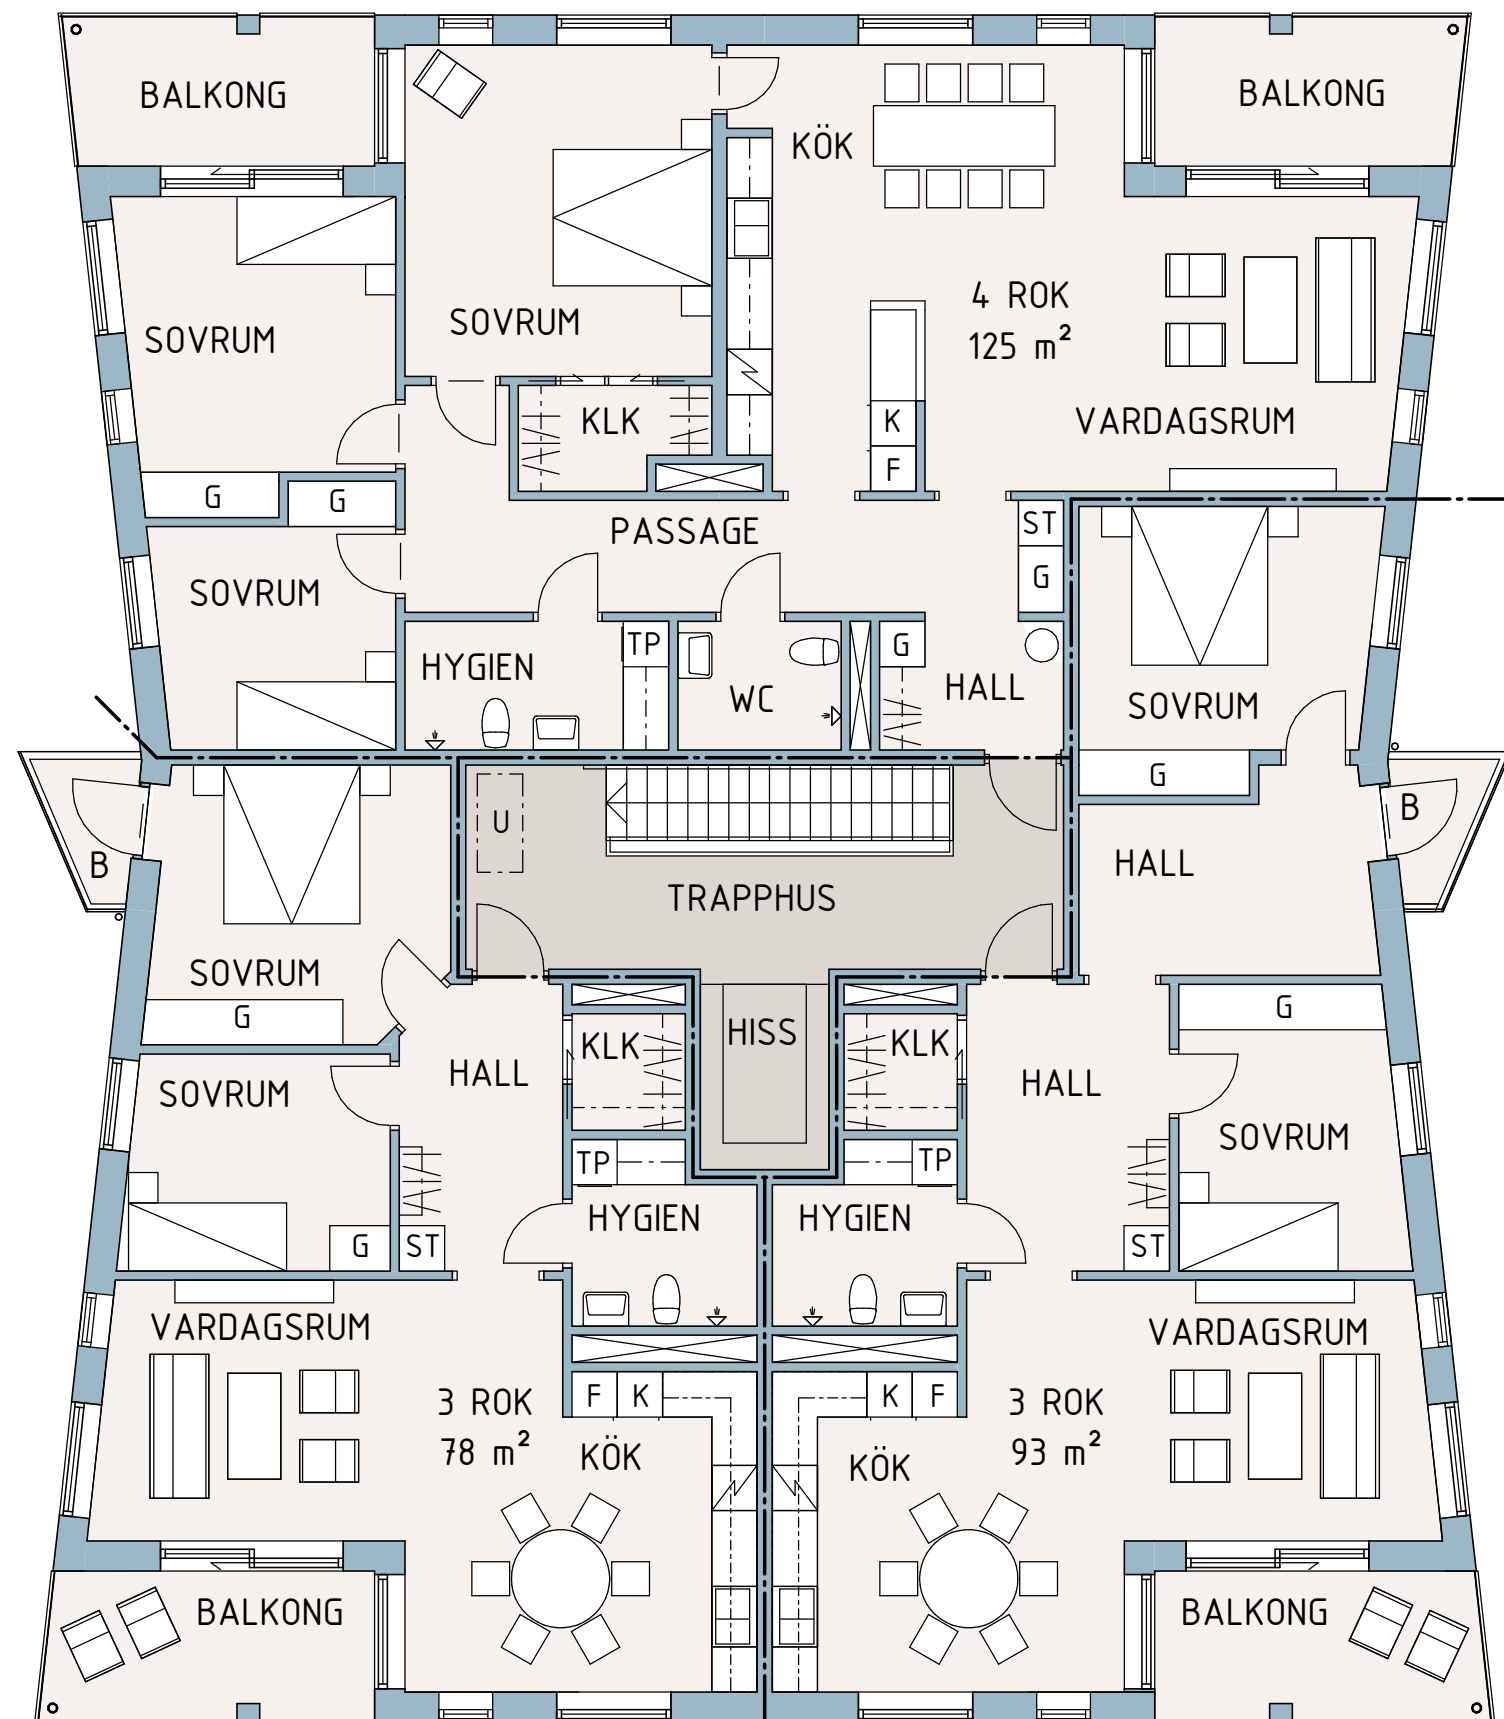 BALKONG
BALKONG
KÖK
SOVRUM
SOVRUM
4 ROK
125 m²
KLK
K
F
VARDAGSRUM
G
G
PASSAGE
ST
G
SOVRUM
HYGIEN
TP
WC
G
HALL
SOVRUM
G
B
U
B
HALL
TRAPPHUS
SOVRUM
G
G
HISS
KLK
KLK
HALL
HALL
SOVRUM
SOVRUM
TP
TP
HYGIEN
HYGIEN
G
ST
ST
VARDAGSRUM
VARDAGSRUM
3 ROK
78 m²
F
K
K
F
3 ROK
93 m²
KÖK
KÖK
BALKONG
BALKONG